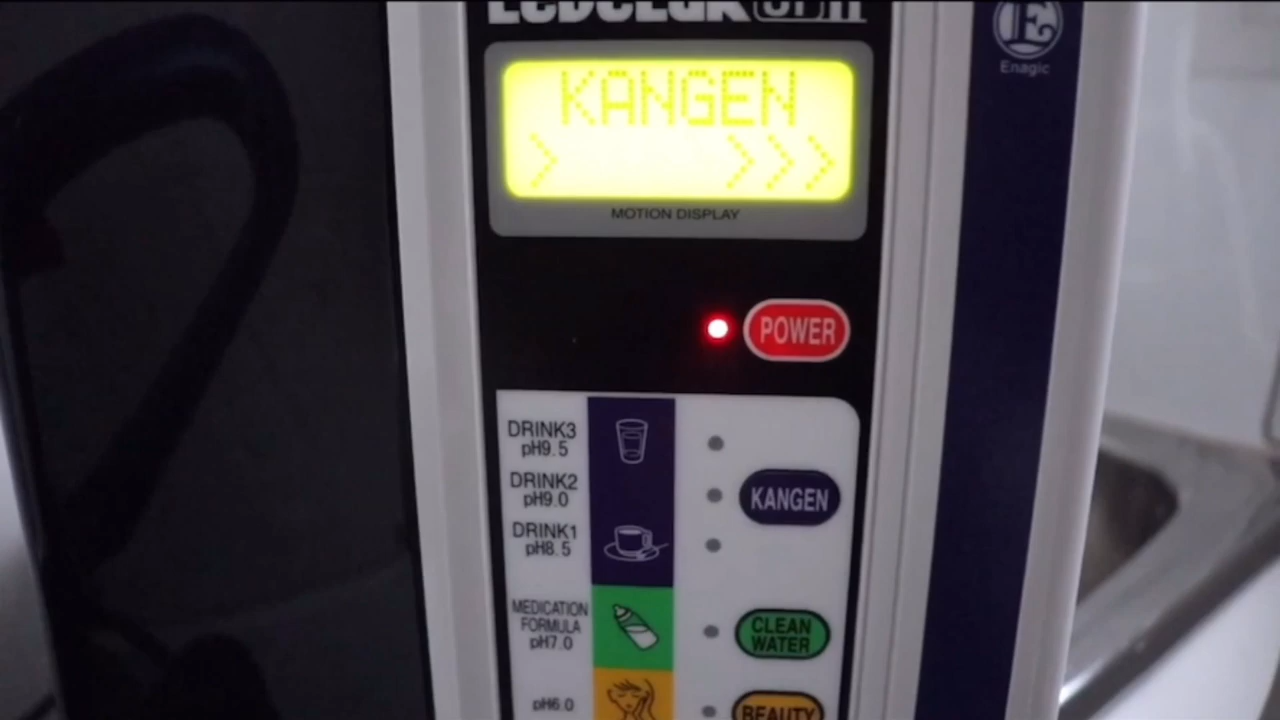 KANGEN
> >>>
MOTION DISPLAY
E
Enagic
POWER
DRINK3
pH9.5
DRINK2
pH9.0
KANGEN
DRINK1
pH8.5
MEDICATION
FORMULA
pH7.0
CLEAN
WATER
pH6.0
BEAUTY